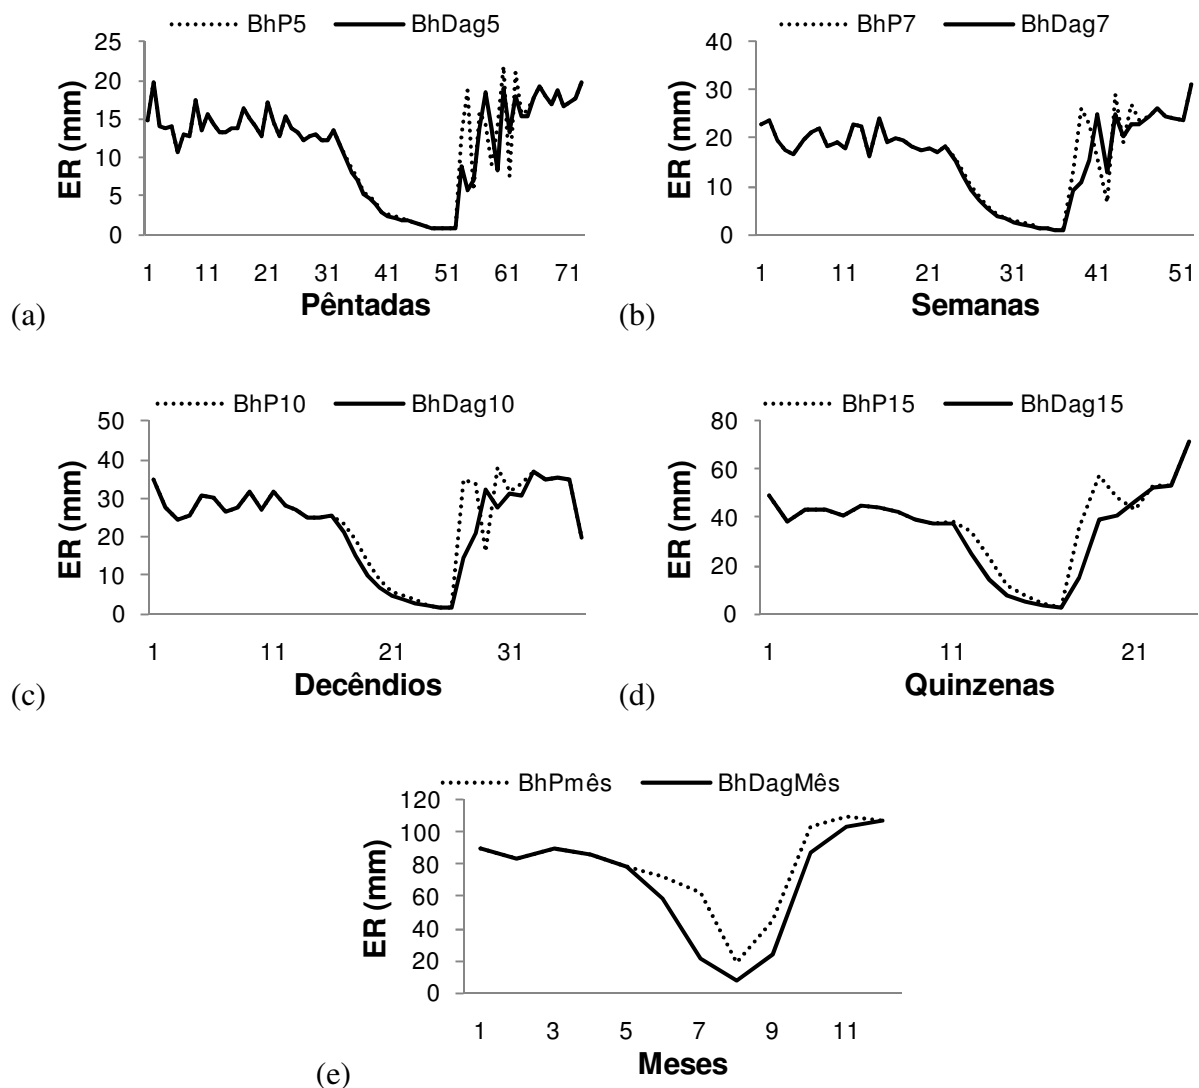 BhP5 BhDag5
25
20
15
10
5
0
ER (mm)
1 11 21 31 41 51 61 71
Pêntadas
(a)
BhP7 BhDag7
40
30
20
10
0
ER (mm)
1 11 21 31 41 51
Semanas
(b)
BhP10 BhDag10
50
40
30
20
10
0
ER (mm)
1 11 21 31
Decêndios
(c)
BhP15 BhDag15
80
60
40
20
0
ER (mm)
1 11 21
Quinzenas
(d)
BhPmês BhDagMês
120
100
80
60
40
20
0
ER (mm)
1 3 5 7 9 11
Meses
(e)